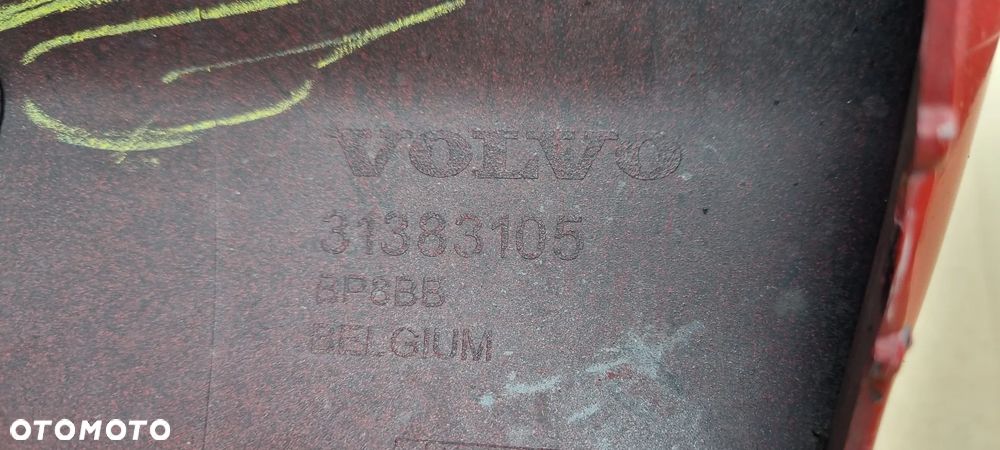 VOLVO
31383105
BP8BB
BELGIUM
OTOMOTO